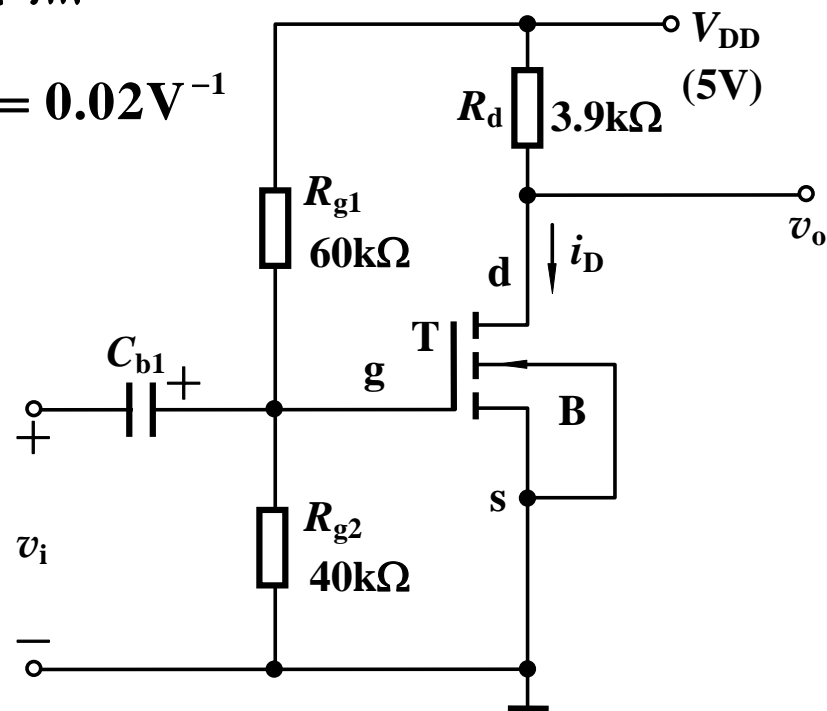 = 0.02V⁻¹
V_DD
(5V)
R_d 3.9kΩ
R_g1
60kΩ
v_o
i_D
d
T
C_b1
+
g
B
+
s
R_g2
40kΩ
v_i
−